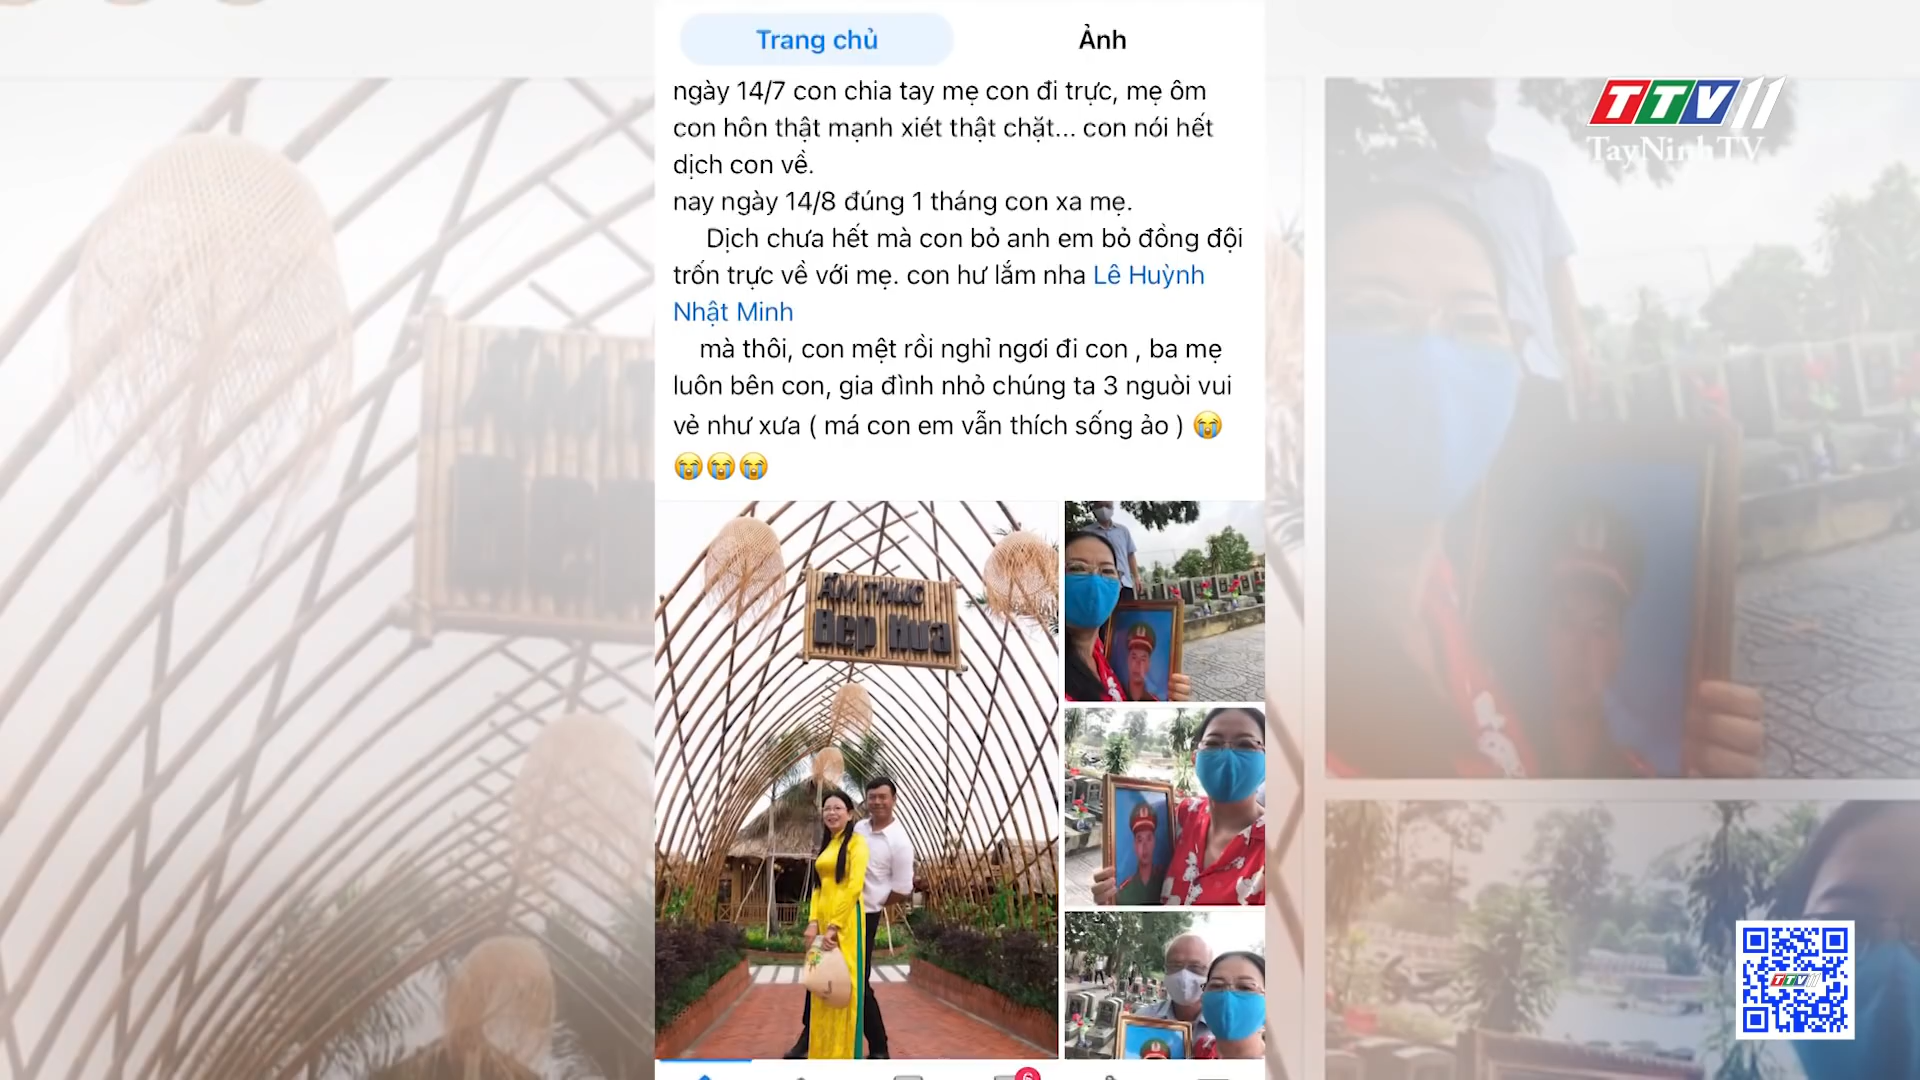 Trang chủ
Ảnh
ngày 14/7 con chia tay mẹ con đi trực, mẹ ôm
con hôn thật mạnh xiét thật chặt... con nói hết
dịch con về.
nay ngày 14/8 đúng 1 tháng con xa mẹ.
Dịch chưa hết mà con bỏ anh em bỏ đồng đội
trốn trực về với mẹ. con hư lắm nha Lê Huỳnh
Nhật Minh
mà thôi, con mệt rồi nghỉ ngơi đi con , ba mẹ
luôn bên con, gia đình nhỏ chúng ta 3 nguòi vui
vẻ như xưa ( má con em vẫn thích sống ảo ) 😭
😭😭😭
ẨM THỰC
Bếp Hưa
TTV11
TayNinhTV
TTV11
6